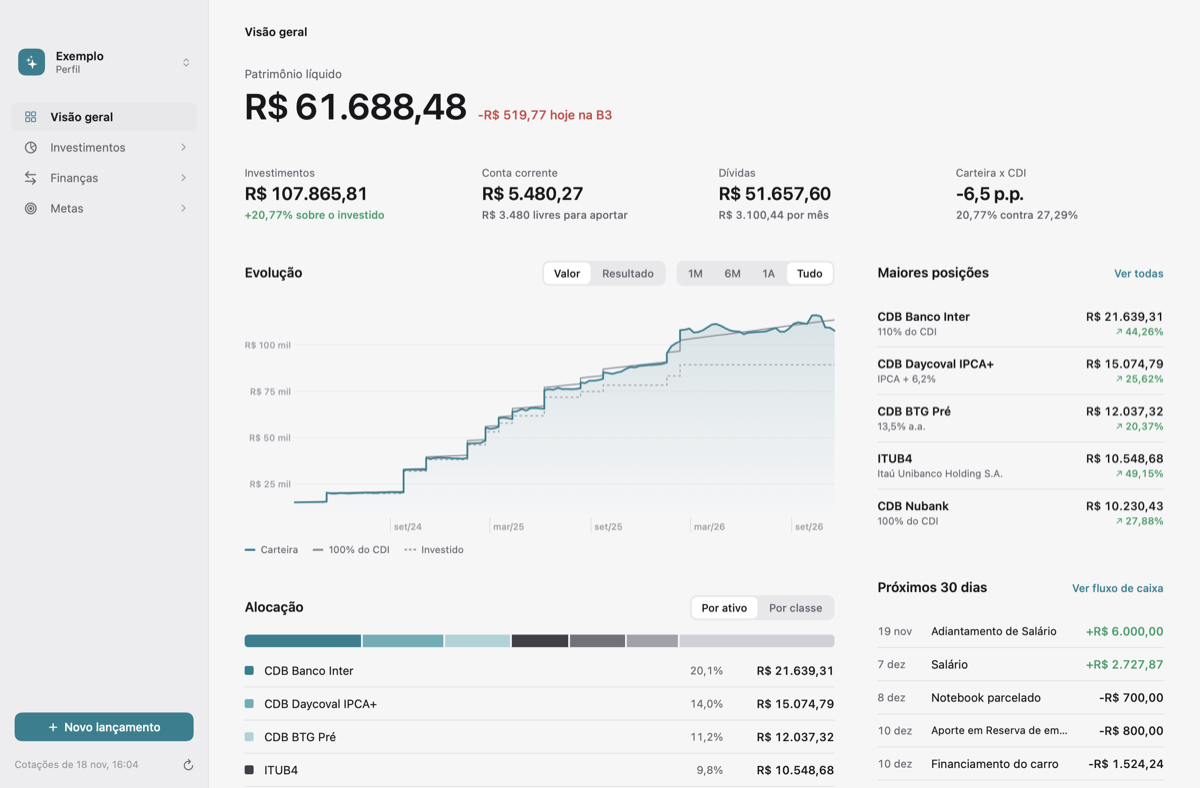 Exemplo
Perfil
Visão geral
Investimentos
Finanças
Metas
+ Novo lançamento
Cotações de 18 nov, 16:04
Visão geral
Patrimônio líquido
R$ 61.688,48 -R$ 519,77 hoje na B3
Investimentos
R$ 107.865,81
+20,77% sobre o investido
Conta corrente
R$ 5.480,27
R$ 3.480 livres para aportar
Dívidas
R$ 51.657,60
R$ 3.100,44 por mês
Carteira x CDI
-6,5 p.p.
20,77% contra 27,29%
Evolução
Valor Resultado
1M 6M 1A Tudo
R$ 100 mil
R$ 75 mil
R$ 50 mil
R$ 25 mil
set/24 mar/25 set/25 mar/26 set/26
Carteira 100% do CDI Investido
Alocação
Por ativo Por classe
CDB Banco Inter 20,1% R$ 21.639,31
CDB Daycoval IPCA+ 14,0% R$ 15.074,79
CDB BTG Pré 11,2% R$ 12.037,32
ITUB4 9,8% R$ 10.548,68
Maiores posições Ver todas
CDB Banco Inter R$ 21.639,31
110% do CDI ↗ 44,26%
CDB Daycoval IPCA+ R$ 15.074,79
IPCA + 6,2% ↗ 25,62%
CDB BTG Pré R$ 12.037,32
13,5% a.a. ↗ 20,37%
ITUB4 R$ 10.548,68
Itaú Unibanco Holding S.A. ↗ 49,15%
CDB Nubank R$ 10.230,43
100% do CDI ↗ 27,88%
Próximos 30 dias Ver fluxo de caixa
19 nov Adiantamento de Salário +R$ 6.000,00
7 dez Salário +R$ 2.727,87
8 dez Notebook parcelado -R$ 700,00
10 dez Aporte em Reserva de em... -R$ 800,00
10 dez Financiamento do carro -R$ 1.524,24